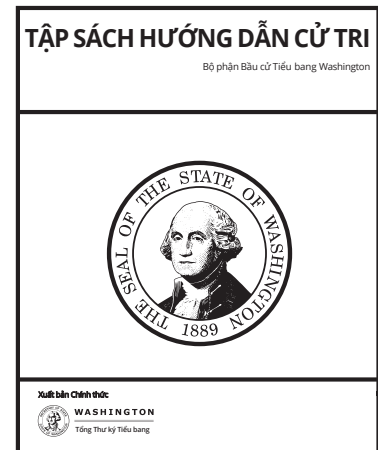 TẬP SÁCH HƯỚNG DẪN CỬ TRI
Bộ phận Bầu cử Tiểu bang Washington
THE SEAL OF THE STATE OF WASHINGTON
1889
Xuất bản Chính thức
WASHINGTON
Tổng Thư ký Tiểu bang